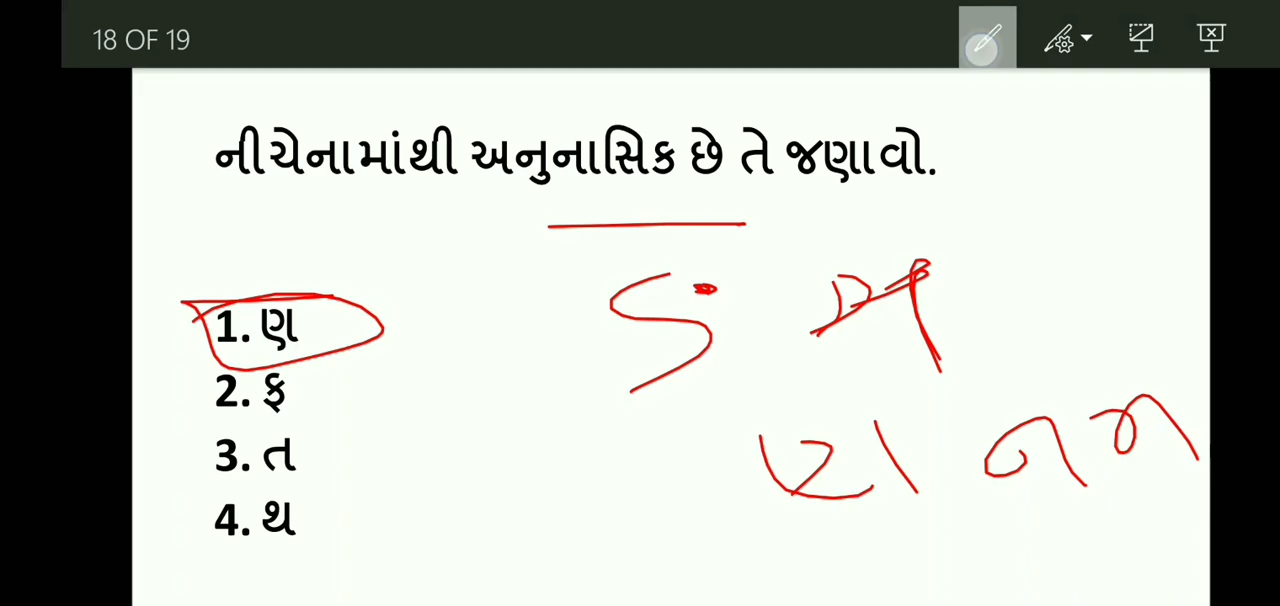 18 OF 19
નીચેનામાંથી અનુનાસિક છે તે જણાવો.
1. ણ
2. ફ
3. ત
4. થ
ઙ ઞ
ણ ન મ